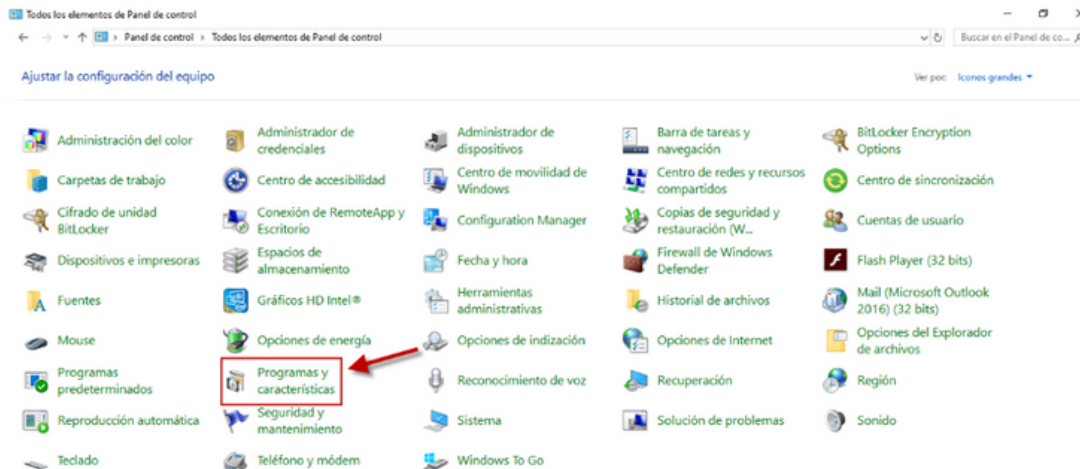 Todos los elementos de Panel de control
Panel de control > Todos los elementos de Panel de control
Buscar en el Panel de co...
Ajustar la configuración del equipo
Ver por: Iconos grandes
Administración del color
Administrador de
credenciales
Administrador de
dispositivos
Barra de tareas y
navegación
BitLocker Encryption
Options
Carpetas de trabajo
Centro de accesibilidad
Centro de movilidad de
Windows
Centro de redes y recursos
compartidos
Centro de sincronización
Cifrado de unidad
BitLocker
Conexión de RemoteApp y
Escritorio
Configuration Manager
Copias de seguridad y
restauración (W...
Cuentas de usuario
Dispositivos e impresoras
Espacios de
almacenamiento
Fecha y hora
Firewall de Windows
Defender
Flash Player (32 bits)
Fuentes
Gráficos HD Intel®
Herramientas
administrativas
Historial de archivos
Mail (Microsoft Outlook
2016) (32 bits)
Mouse
Opciones de energía
Opciones de indización
Opciones de Internet
Opciones del Explorador
de archivos
Programas
predeterminados
Programas y
características
Reconocimiento de voz
Recuperación
Región
Reproducción automática
Seguridad y
mantenimiento
Sistema
Solución de problemas
Sonido
Teclado
Teléfono y módem
Windows To Go